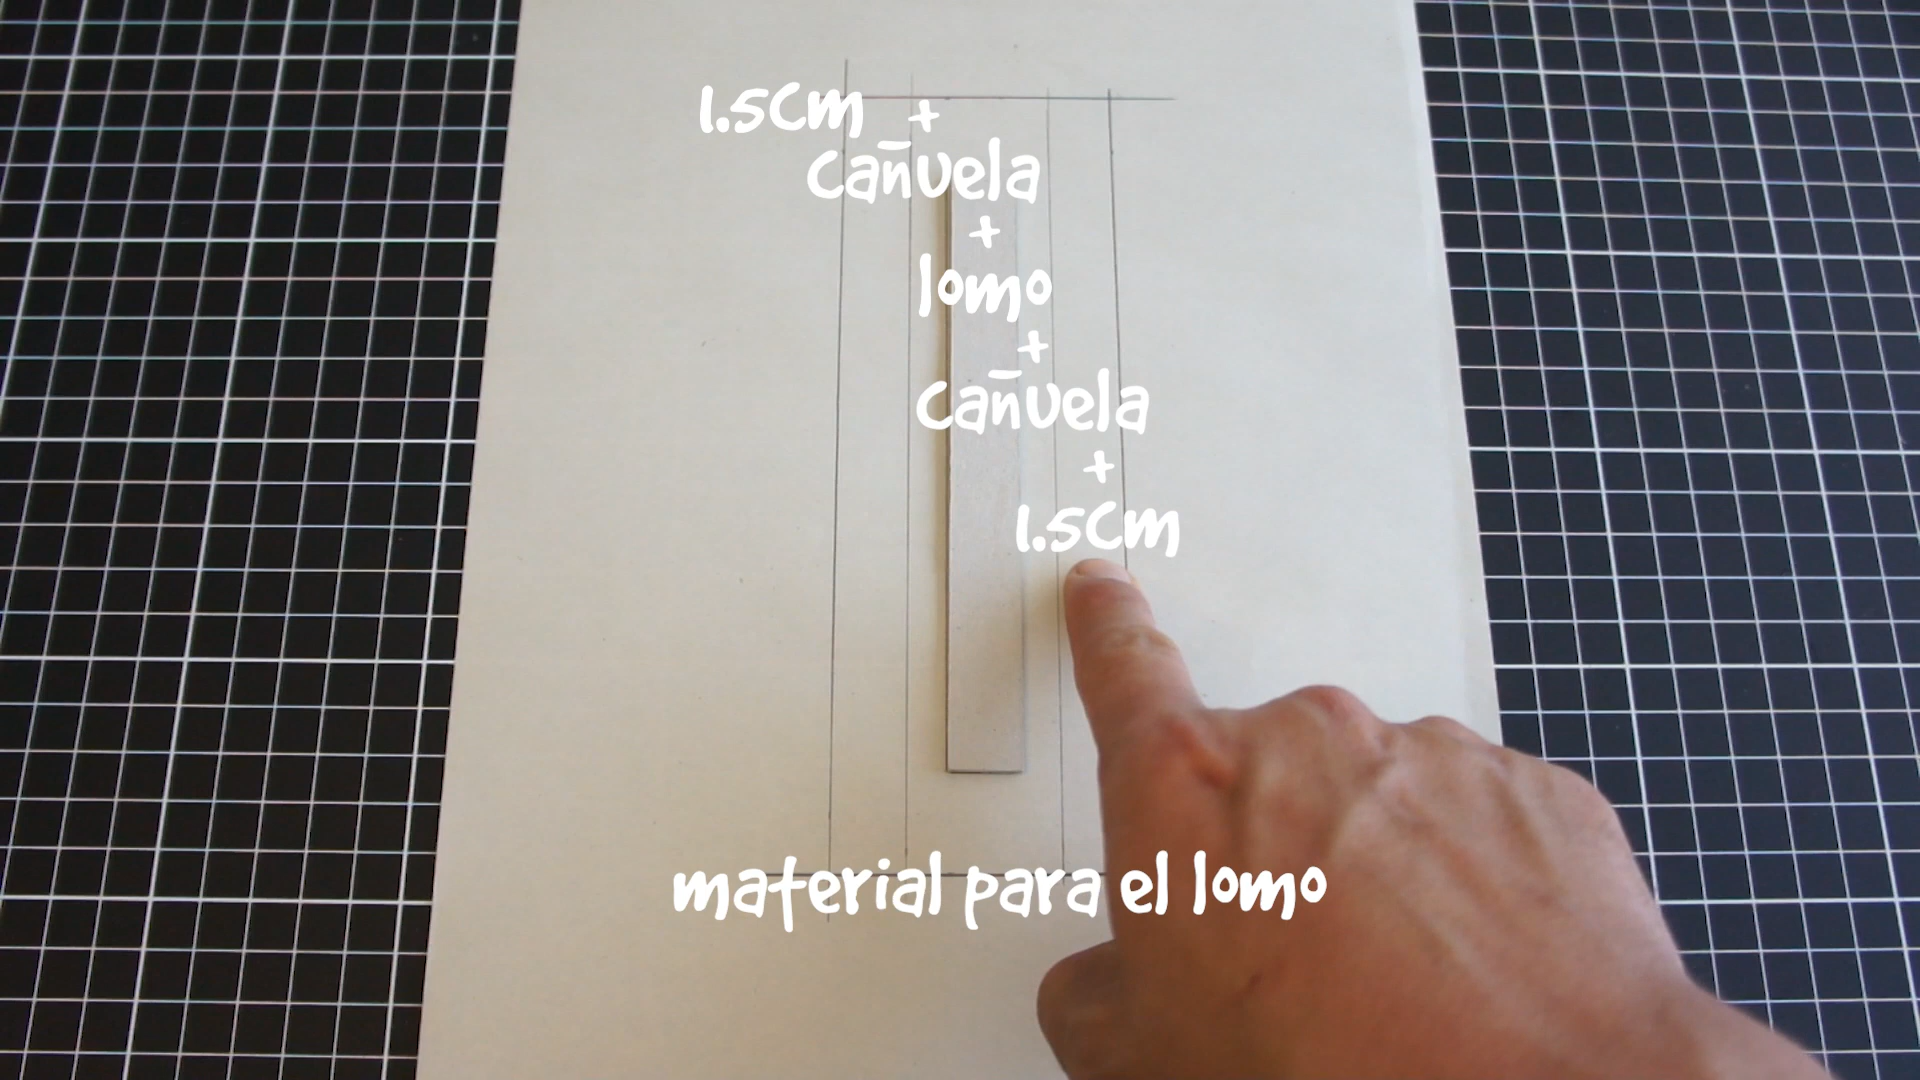 1.5cm +
cañuela
+
lomo
+
cañuela
+
1.5cm
material para el lomo